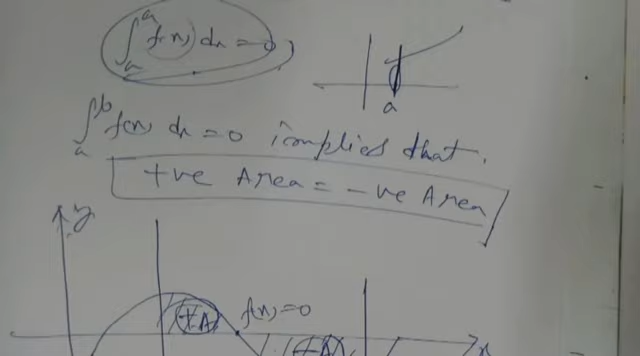 ∫ₐᵃ f(x) dx = 0,
a
∫ₐᵇ f(x) dx = 0 implies that.
+ve Area = -ve Area
y
+A
f(x)=0
x